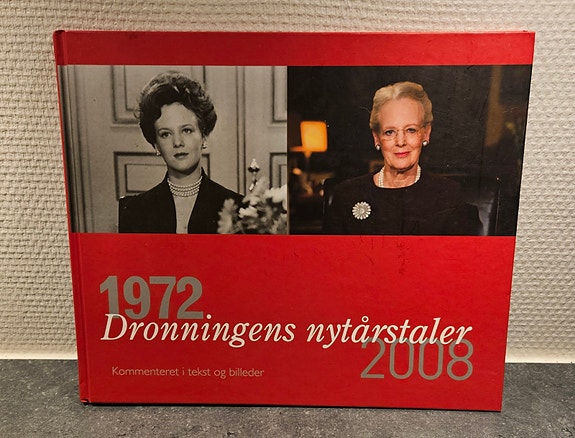 1972
Dronningens nytårstaler
2008
Kommenteret i tekst og billeder